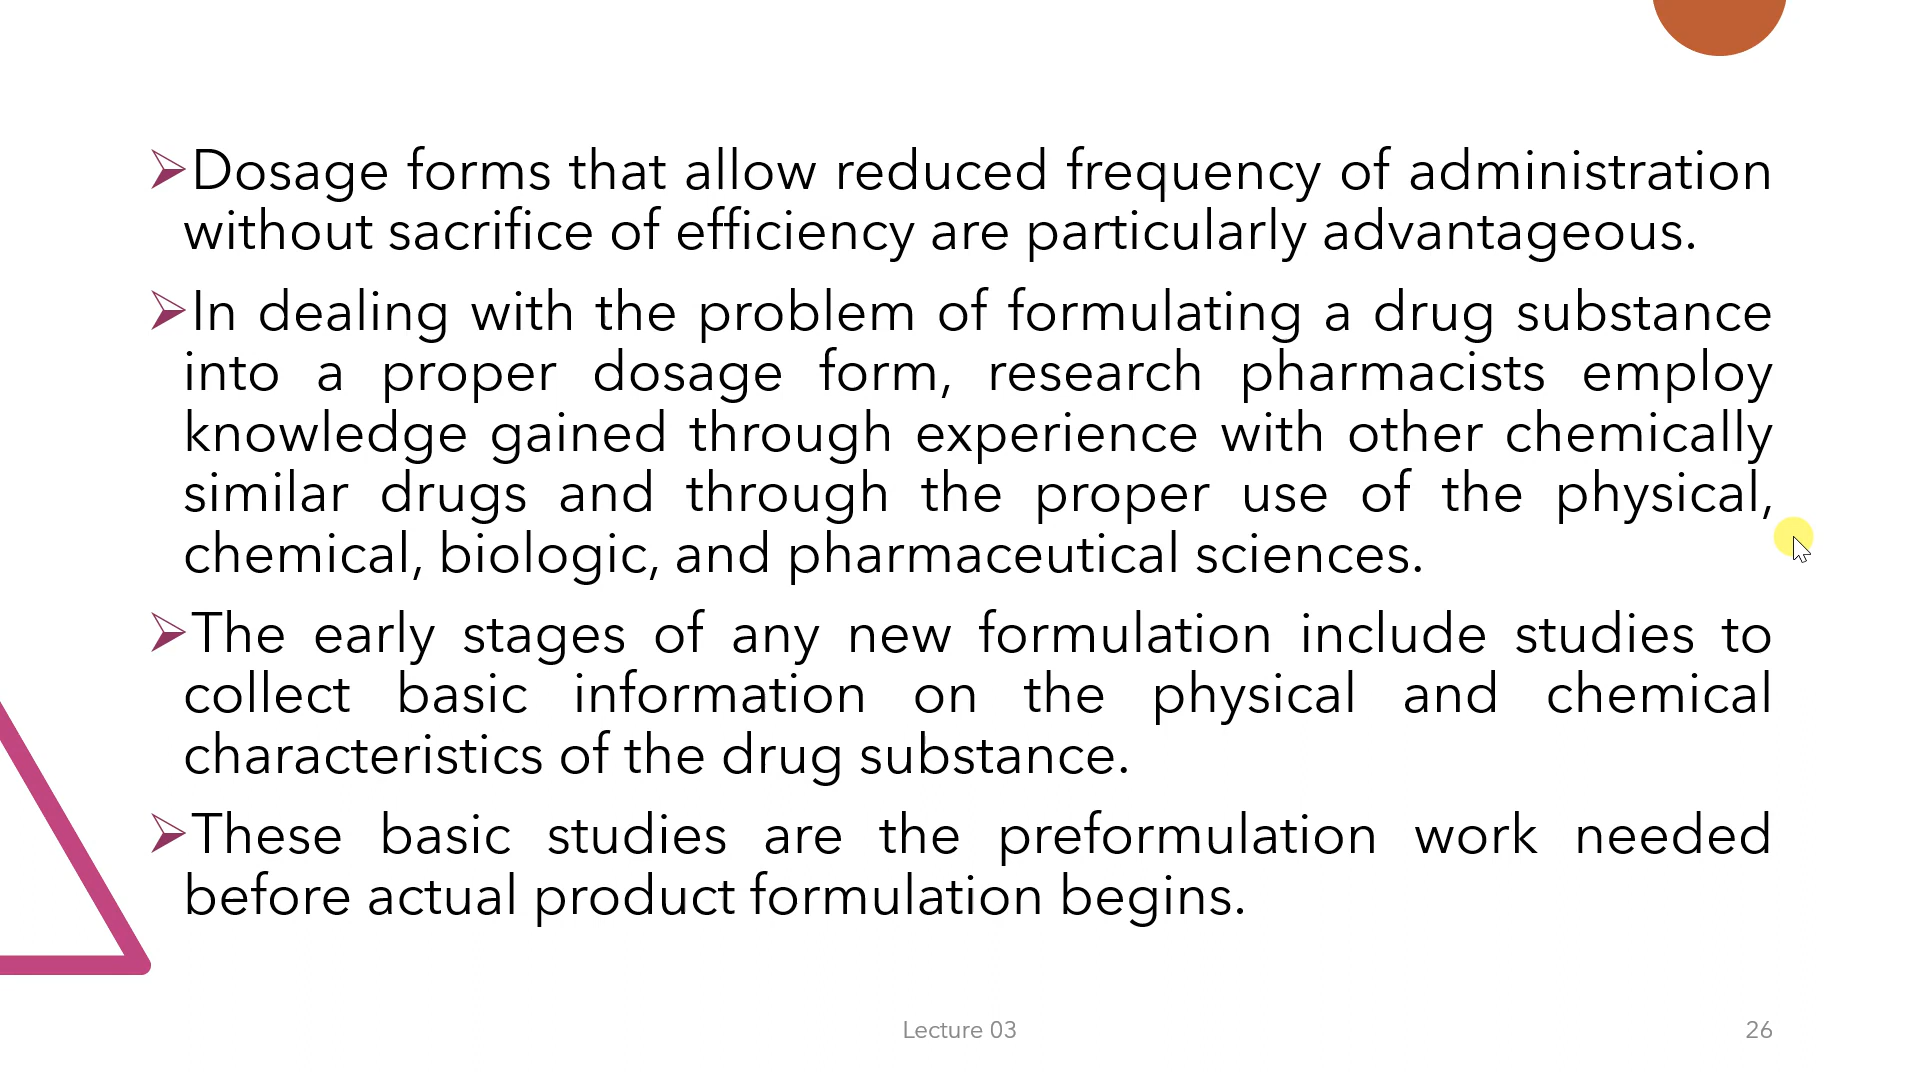 Dosage forms that allow reduced frequency of administration
without sacrifice of efficiency are particularly advantageous.
In dealing with the problem of formulating a drug substance
into a proper dosage form, research pharmacists employ
knowledge gained through experience with other chemically
similar drugs and through the proper use of the physical,
chemical, biologic, and pharmaceutical sciences.
The early stages of any new formulation include studies to
collect basic information on the physical and chemical
characteristics of the drug substance.
These basic studies are the preformulation work needed
before actual product formulation begins.
Lecture 03
26